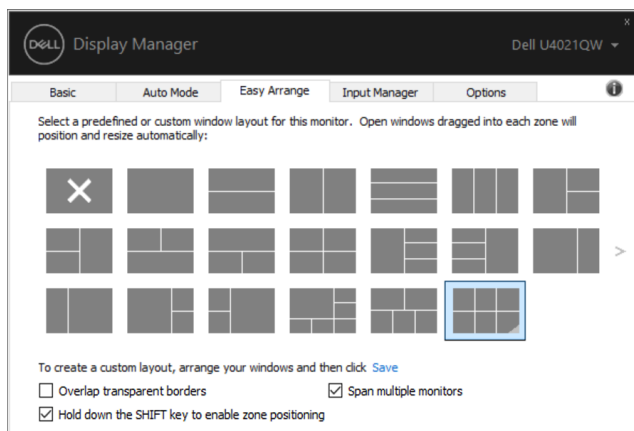 x
DELL Display Manager Dell U4021QW
Basic Auto Mode Easy Arrange Input Manager Options i
Select a predefined or custom window layout for this monitor. Open windows dragged into each zone will
position and resize automatically:
>
To create a custom layout, arrange your windows and then click Save
Overlap transparent borders Span multiple monitors
Hold down the SHIFT key to enable zone positioning